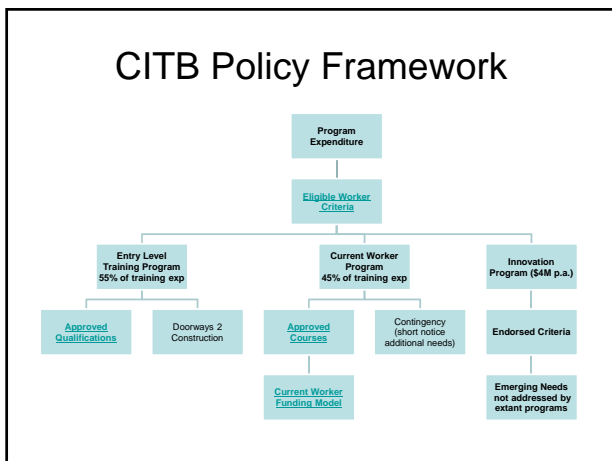 CITB Policy Framework
Program
Expenditure
Eligible Worker
Criteria
Entry Level
Training Program
55% of training exp
Current Worker
Program
45% of training exp
Innovation
Program ($4M p.a.)
Approved
Qualifications
Doorways 2
Construction
Approved
Courses
Contingency
(short notice
additional needs)
Endorsed Criteria
Current Worker
Funding Model
Emerging Needs
not addressed by
extant programs